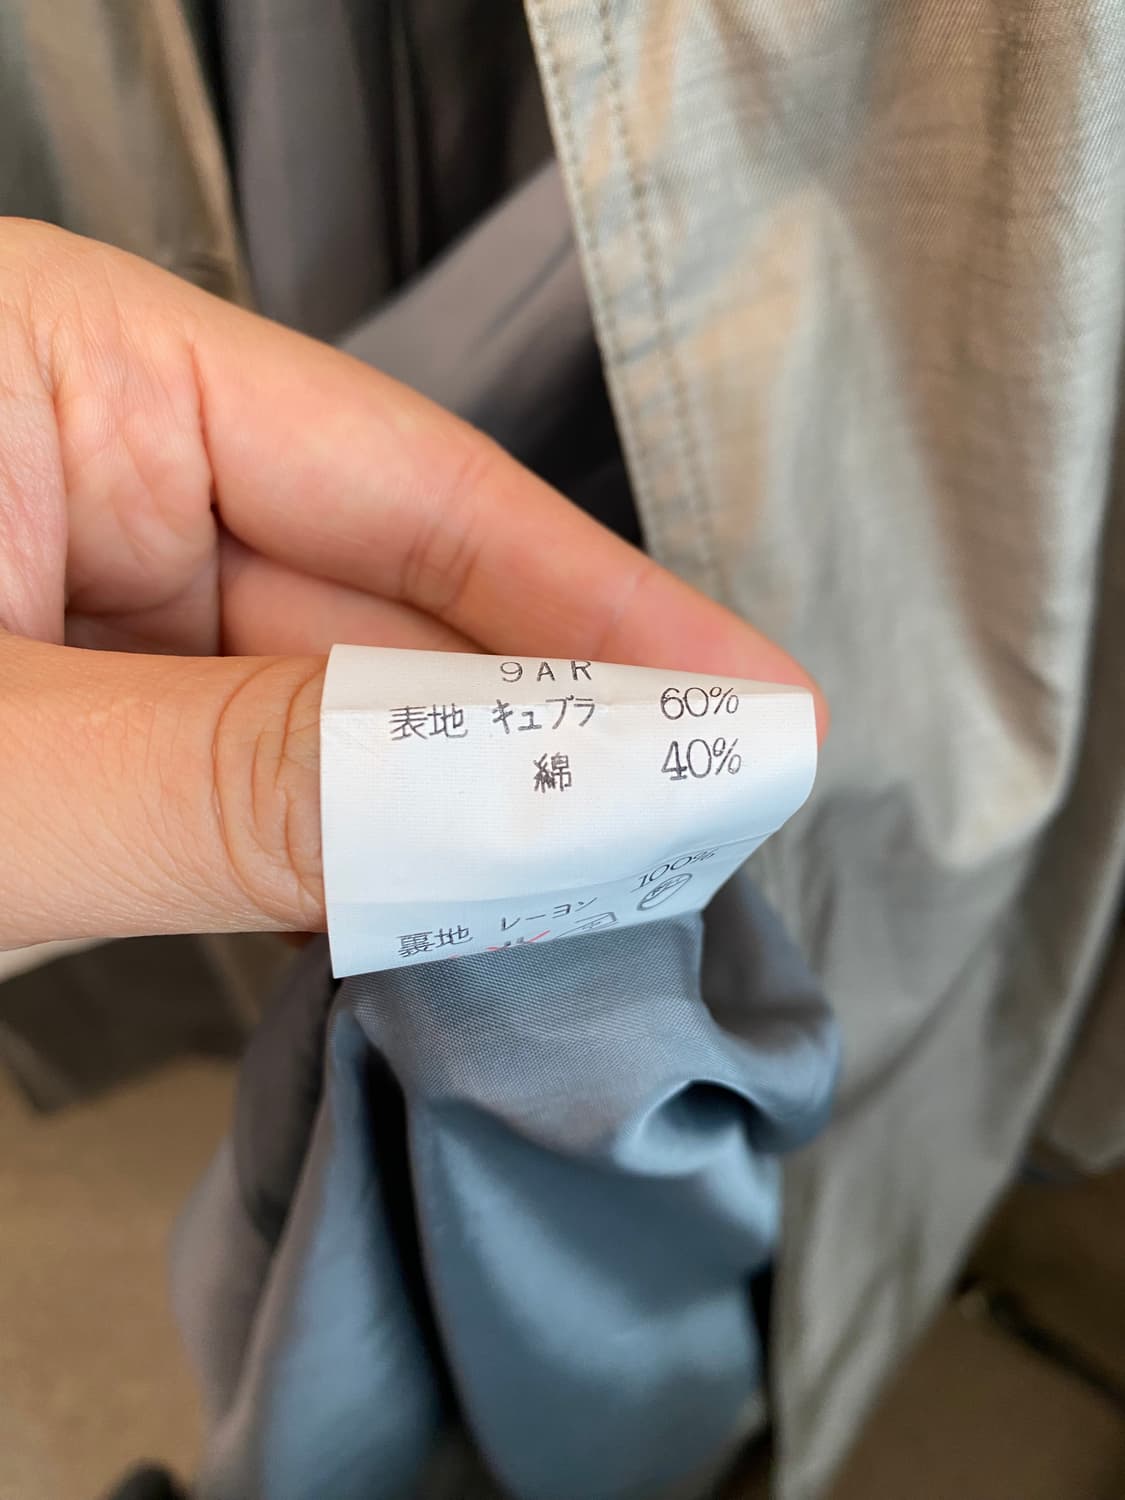 9AR
表地 キュプラ 60%
綿 40%
裏地 レーヨン 100%